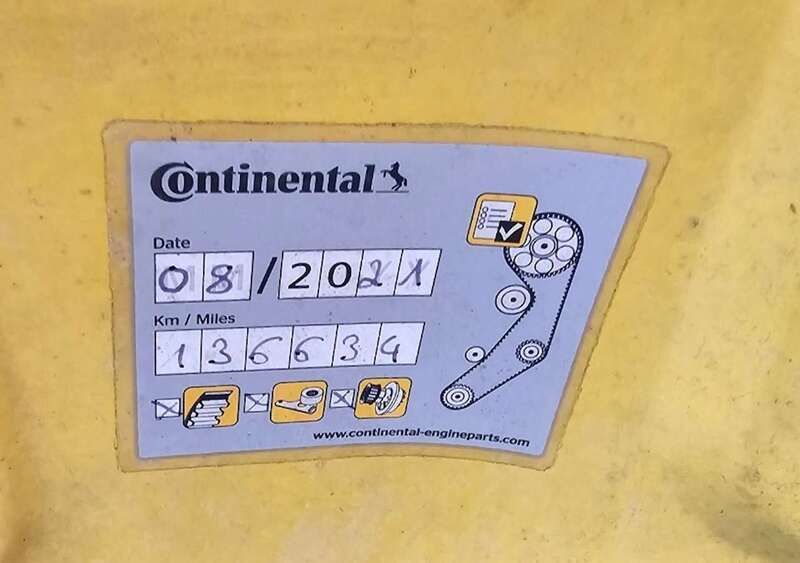 Continental
Date
08/2021
Km / Miles
136634
www.continental-engineparts.com